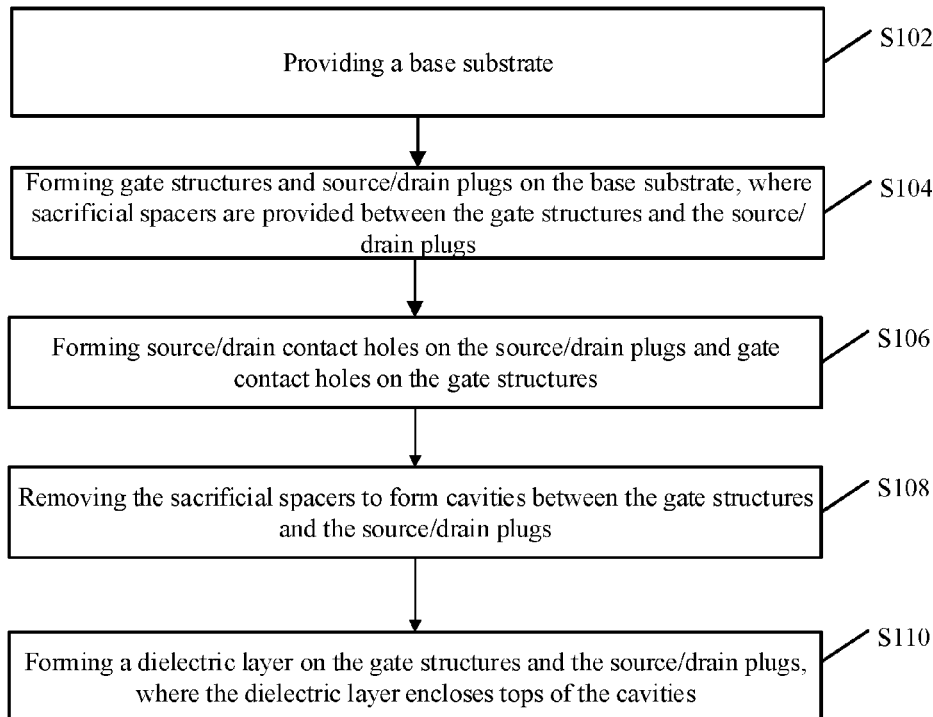 S102
Providing a base substrate
S104
Forming gate structures and source/drain plugs on the base substrate, where
sacrificial spacers are provided between the gate structures and the source/
drain plugs
S106
Forming source/drain contact holes on the source/drain plugs and gate
contact holes on the gate structures
S108
Removing the sacrificial spacers to form cavities between the gate structures
and the source/drain plugs
S110
Forming a dielectric layer on the gate structures and the source/drain plugs,
where the dielectric layer encloses tops of the cavities